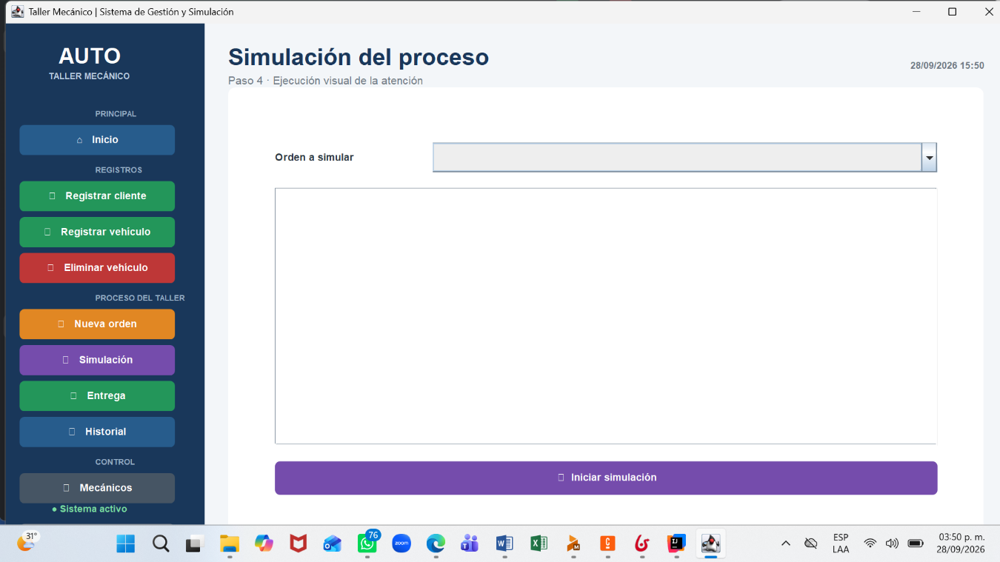 Taller Mecánico | Sistema de Gestión y Simulación
AUTO
TALLER MECÁNICO
PRINCIPAL
Inicio
REGISTROS
Registrar cliente
Registrar vehículo
Eliminar vehículo
PROCESO DEL TALLER
Nueva orden
Simulación
Entrega
Historial
CONTROL
Mecánicos
● Sistema activo
Simulación del proceso
Paso 4 · Ejecución visual de la atención
28/09/2026 15:50
Orden a simular
Iniciar simulación
31°
76
zoom
ESP
LAA
03:50 p. m.
28/09/2026